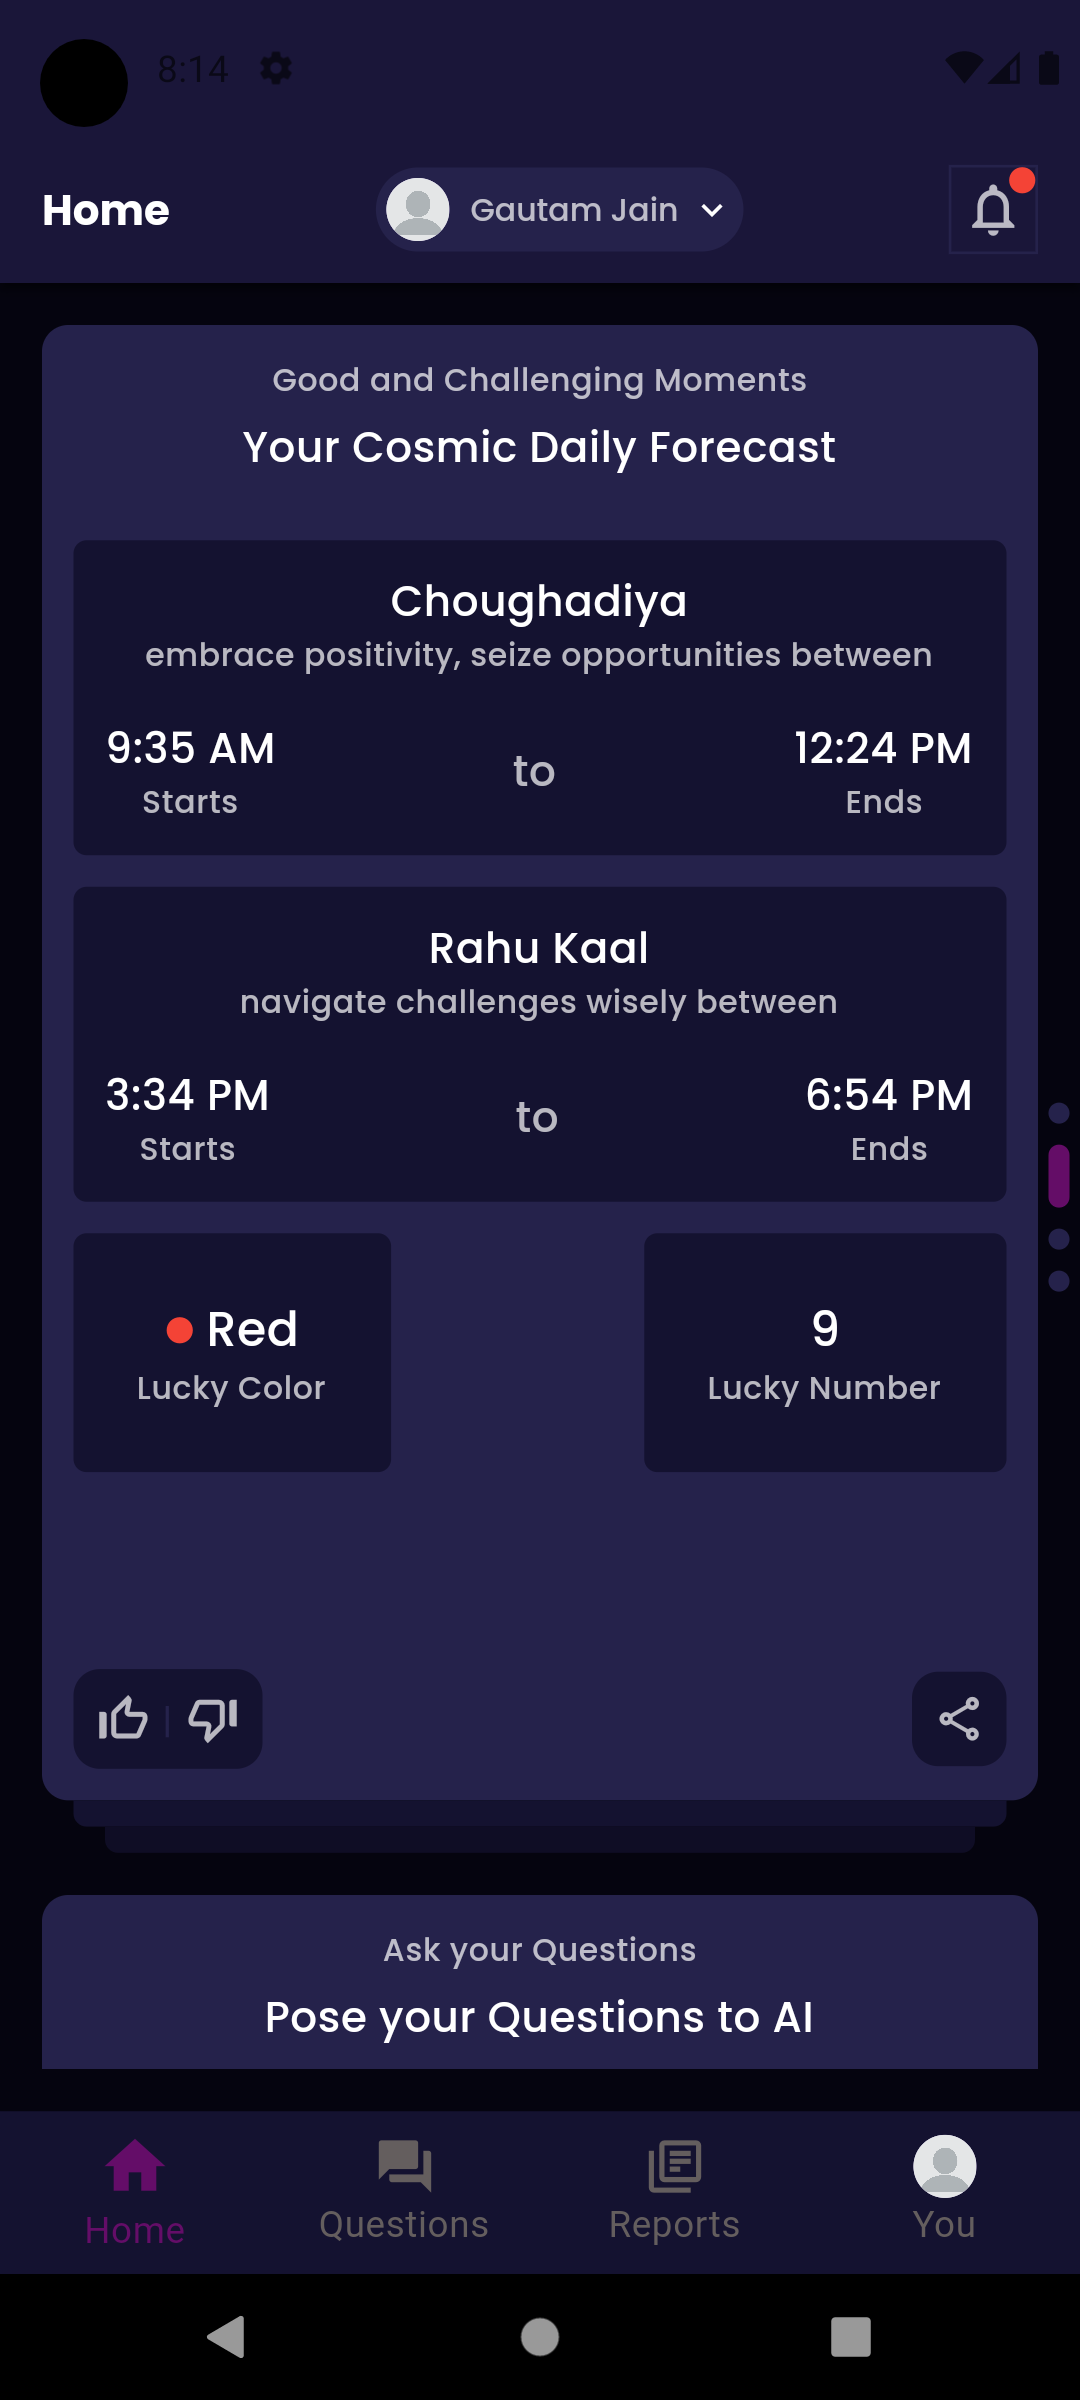 8:14
Home
Gautam Jain
Good and Challenging Moments
Your Cosmic Daily Forecast
Choughadiya
embrace positivity, seize opportunities between
9:35 AM to 12:24 PM
Starts Ends
Rahu Kaal
navigate challenges wisely between
3:34 PM to 6:54 PM
Starts Ends
Red 9
Lucky Color Lucky Number
Ask your Questions
Pose your Questions to AI
Home Questions Reports You